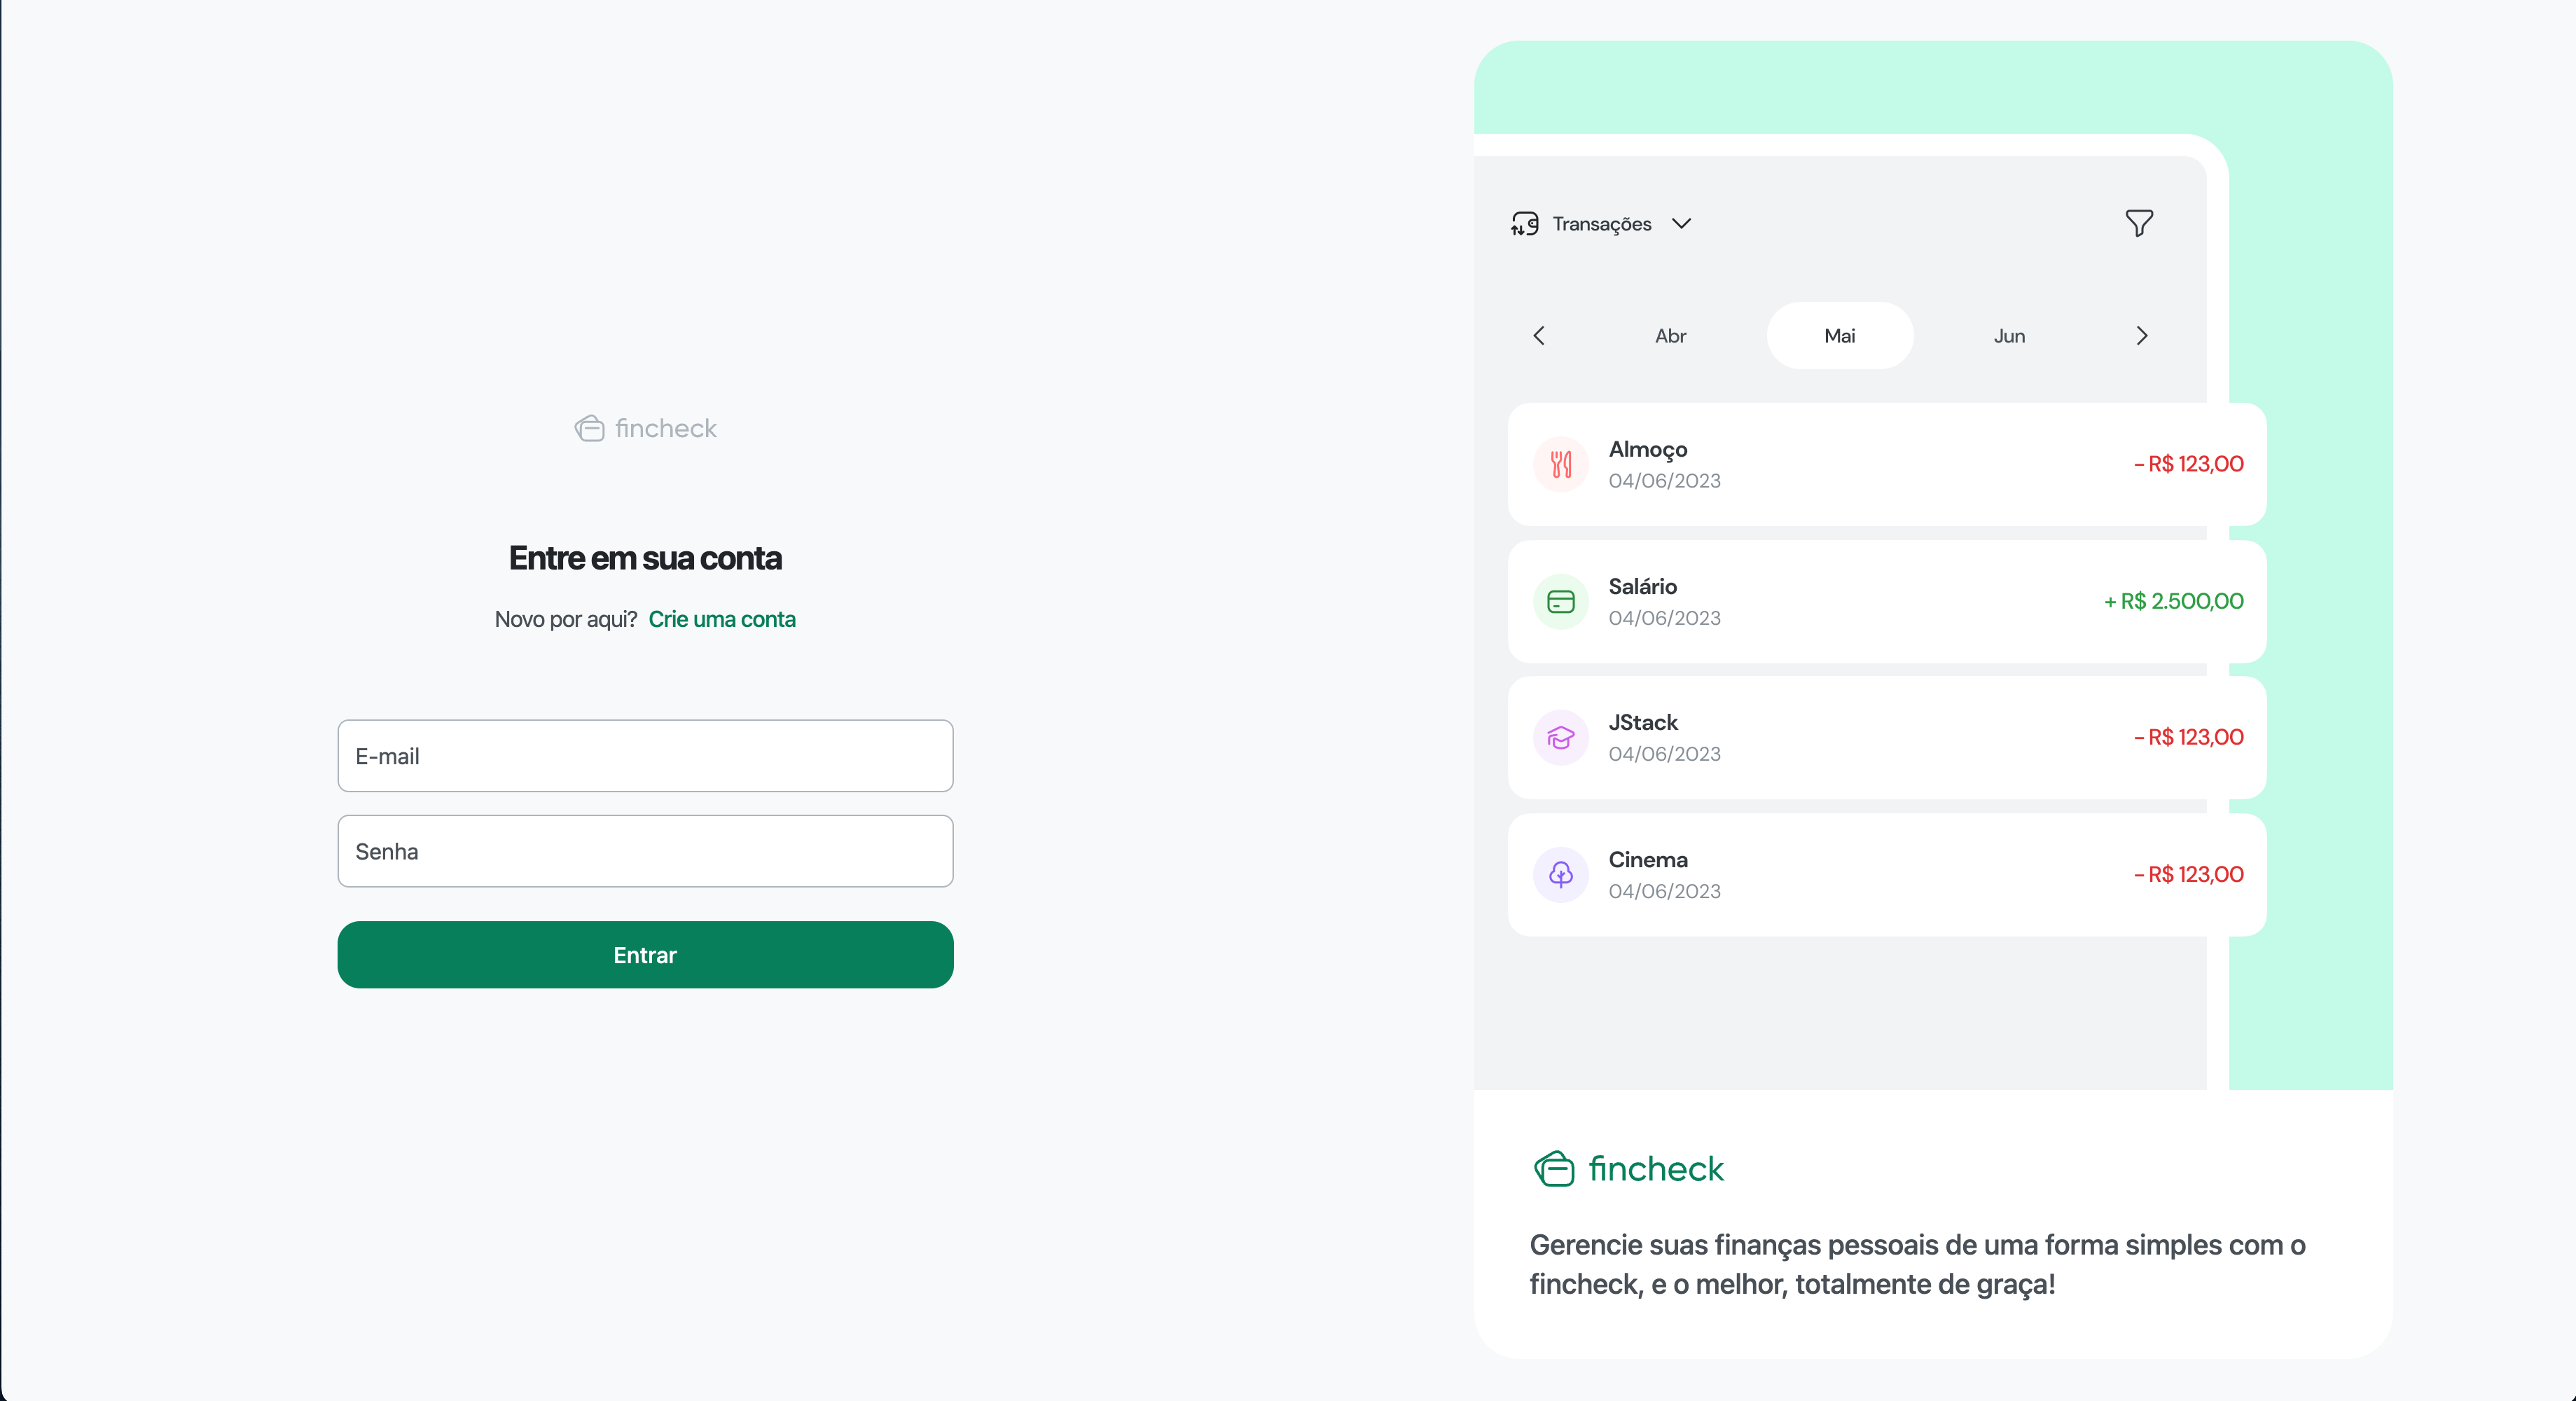 fincheck
Entre em sua conta
Novo por aqui? Crie uma conta
E-mail
Senha
Entrar
Transações
Abr Mai Jun
Almoço
04/06/2023
- R$ 123,00
Salário
04/06/2023
+ R$ 2.500,00
JStack
04/06/2023
- R$ 123,00
Cinema
04/06/2023
- R$ 123,00
fincheck
Gerencie suas finanças pessoais de uma forma simples com o
fincheck, e o melhor, totalmente de graça!